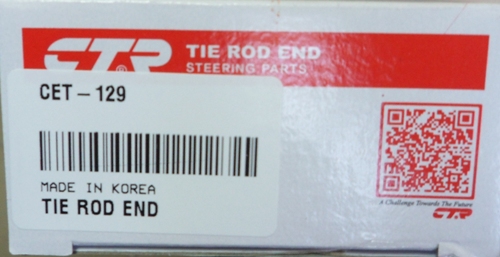 CTR® TIE ROD END
STEERING PARTS
CET-129
MADE IN KOREA
TIE ROD END
A Challenge Towards The Future
CTR